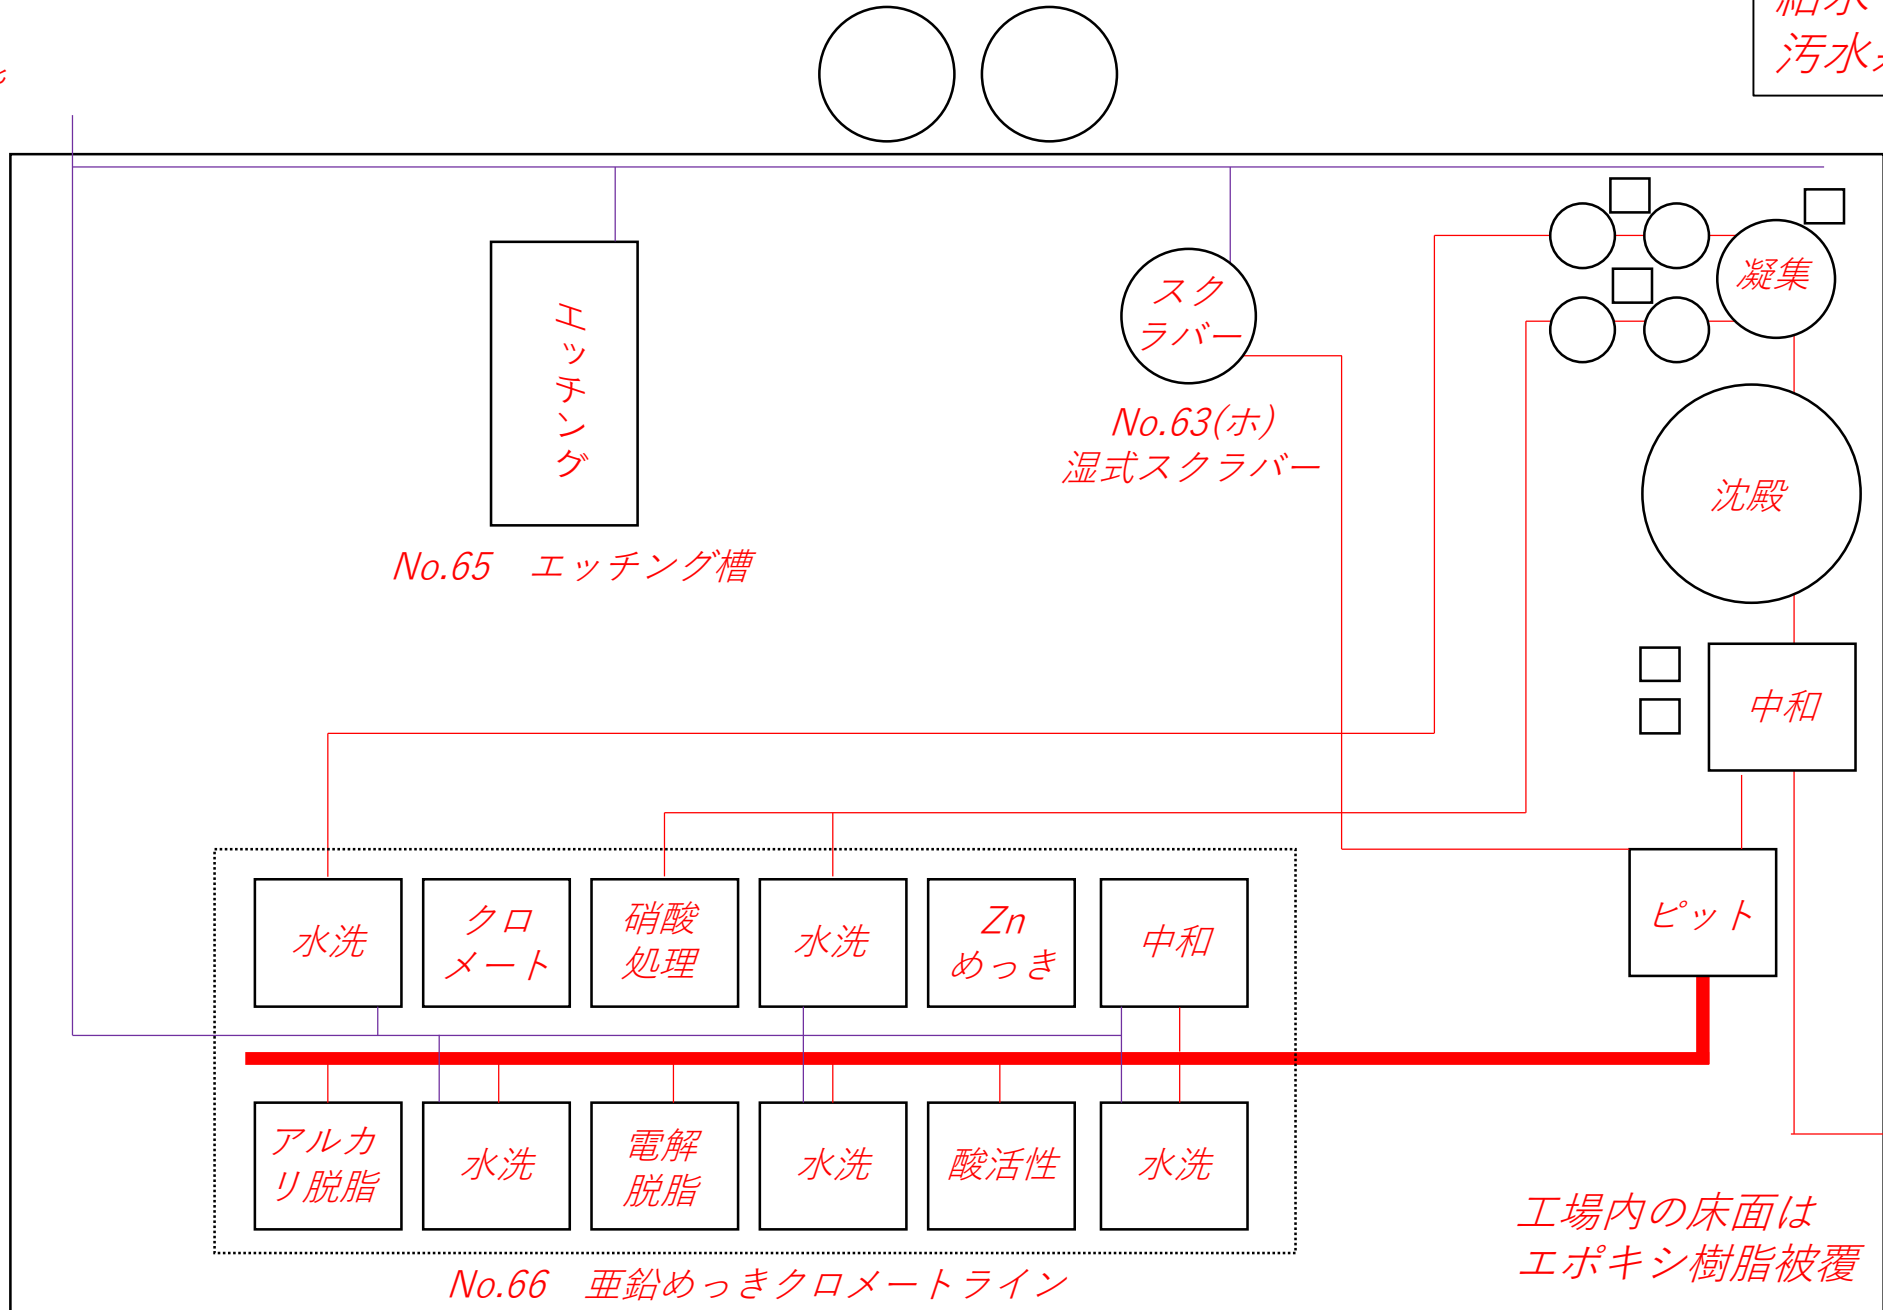 汚水
スク
ラバー
凝集
エッチング
No.63(ホ)
湿式スクラバー
沈殿
No.65 エッチング槽
中和
水洗
クロ
メート
硝酸
処理
水洗
Zn
めっき
中和
ピット
アルカ
リ脱脂
水洗
電解
脱脂
水洗
酸活性
水洗
工場内の床面は
エポキシ樹脂被覆
No.66 亜鉛めっきクロメートライン